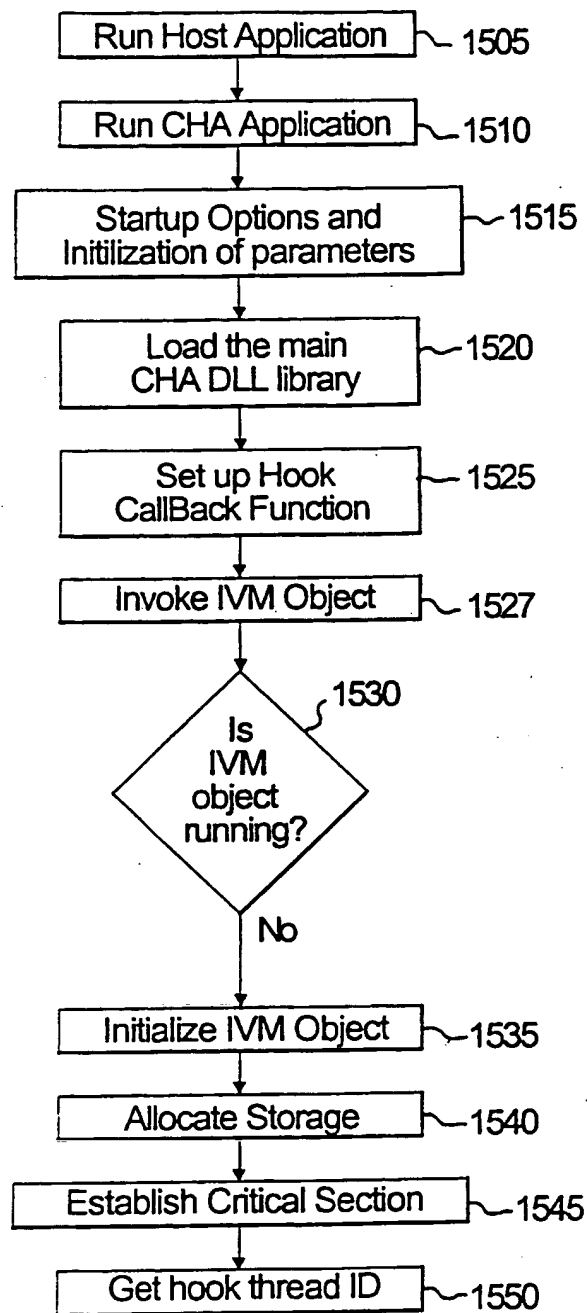 Run Host Application
1505
Run CHA Application
1510
Startup Options and
Initilization of parameters
1515
Load the main
CHA DLL library
1520
Set up Hook
CallBack Function
1525
Invoke IVM Object
1527
1530
Is
IVM
object
running?
No
Initialize IVM Object
1535
Allocate Storage
1540
Establish Critical Section
1545
Get hook thread ID
1550